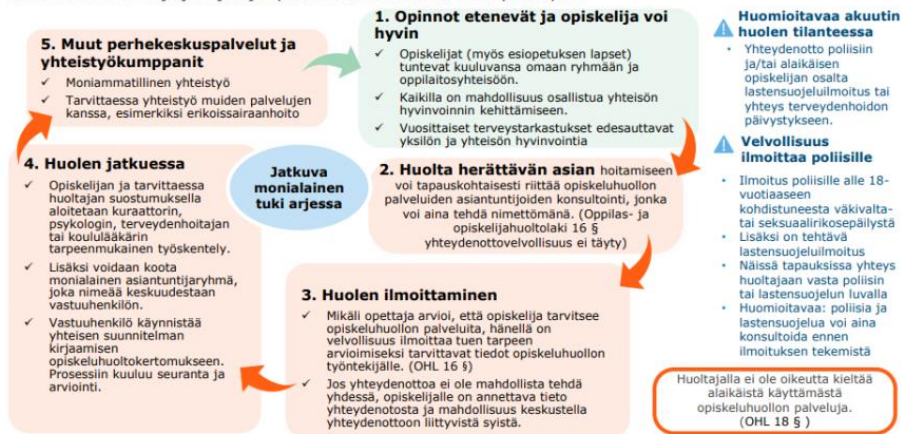 1. Opinnot etenevät ja opiskelija voi
hyvin
✓ Opiskelijat (myös esiopetuksen lapset)
tuntevat kuuluvansa omaan ryhmään ja
oppilaitosyhteisöön.
✓ Kaikilla on mahdollisuus osallistua yhteisön
hyvinvoinnin kehittämiseen.
✓ Vuosittaiset terveystarkastukset edesauttavat
yksilön ja yhteisön hyvinvointia
2. Huolta herättävän asian hoitamiseen
voi tapauskohtaisesti riittää opiskeluhuollon
palveluiden asiantuntijoiden konsultointi, jonka
voi aina tehdä nimettömänä. (Oppilas- ja
opiskelijahuoltolaki 16 §
yhteydenottovelvollisuus ei täyty)
3. Huolen ilmoittaminen
✓ Mikäli opettaja arvioi, että opiskelija tarvitsee
opiskeluhuollon palveluita, hänellä on
velvollisuus ilmoittaa tuen tarpeen
arvioimiseksi tarvittavat tiedot opiskeluhuollon
työntekijälle. (OHL 16 §)
✓ Jos yhteydenottoa ei ole mahdollista tehdä
yhdessä, opiskelijalle on annettava tieto
yhteydenotosta ja mahdollisuus keskustella
yhteydenottoon liittyvistä syistä.
4. Huolen jatkuessa
✓ Opiskelijan ja tarvittaessa
huoltajan suostumuksella
aloitetaan kuraattorin,
psykologin, terveydenhoitajan
tai koululääkärin
tarpeenmukainen työskentely.
✓ Lisäksi voidaan koota
monialainen asiantuntijaryhmä,
joka nimeää keskuudestaan
vastuuhenkilön.
✓ Vastuuhenkilö käynnistää
yhteisen suunnitelman
kirjaamisen
opiskeluhuoltokertomukseen.
Prosessiin kuuluu seuranta ja
arviointi.
5. Muut perhekeskuspalvelut ja
yhteistyökumppanit
✓ Moniammatillinen yhteistyö
✓ Tarvittaessa yhteistyö muiden palvelujen
kanssa, esimerkiksi erikoissairaanhoito
Jatkuva
monialainen
tuki arjessa
Huomioitavaa akuutin
huolen tilanteessa
• Yhteydenotto poliisiin
ja/tai alaikäisen
opiskelijan osalta
lastensuojeluilmoitus tai
yhteys terveydenhoidon
päivystykseen.
Velvollisuus
ilmoittaa poliisille
• Ilmoitus poliisille alle 18-
vuotiaaseen
kohdistuneesta väkivalta-
tai seksuaalirikosepäilystä
• Lisäksi on tehtävä
lastensuojeluilmoitus
• Näissä tapauksissa yhteys
huoltajaan vasta poliisin
tai lastensuojelun luvalla
• Huomioitavaa: poliisia ja
lastensuojelua voi aina
konsultoida ennen
ilmoituksen tekemistä
Huoltajalla ei ole oikeutta kieltää
alaikäistä käyttämästä
opiskeluhuollon palveluja.
(OHL 18 § )